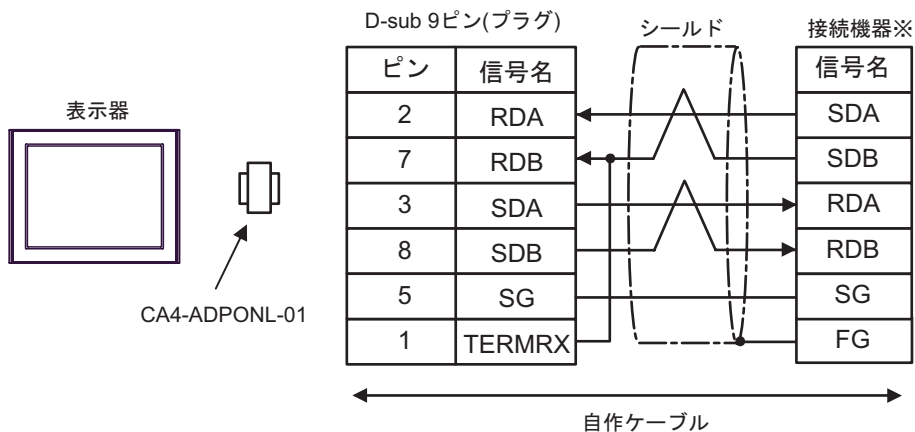 D-sub 9ピン(プラグ)
シールド
接続機器※
ピン 信号名 信号名
表示器
2 RDA SDA
7 RDB SDB
3 SDA RDA
8 SDB RDB
5 SG SG
1 TERMRX FG
CA4-ADPONL-01
自作ケーブル